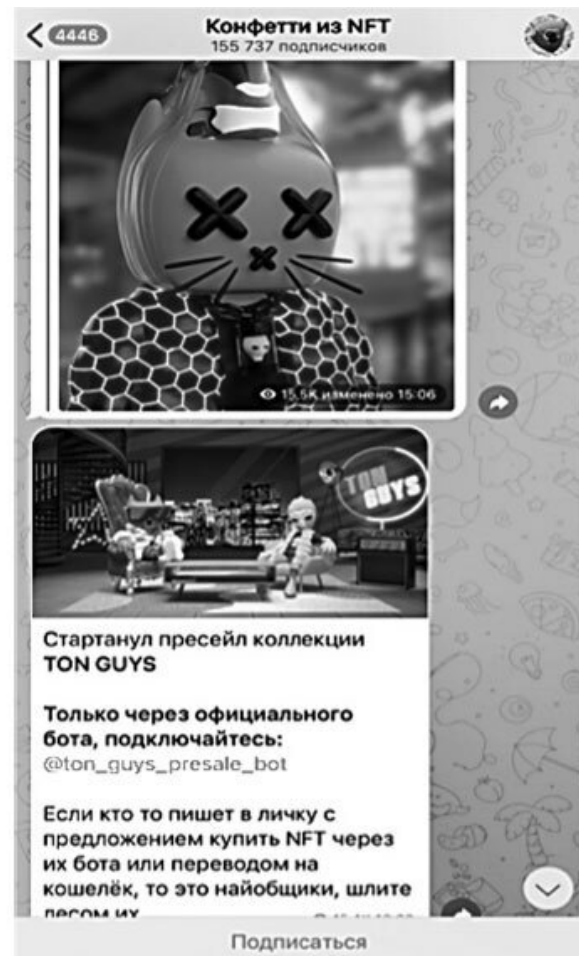 4446
Конфетти из NFT
155 737 подписчиков
15.5K изменено 15:06
TON
GUYS
Стартанул пресейл коллекции
TON GUYS
Только через официального
бота, подключайтесь:
@ton_guys_presale_bot
Если кто то пишет в личку с
предложением купить NFT через
их бота или переводом на
кошелёк, то это найобщики, шлите
лесом их
Подписаться